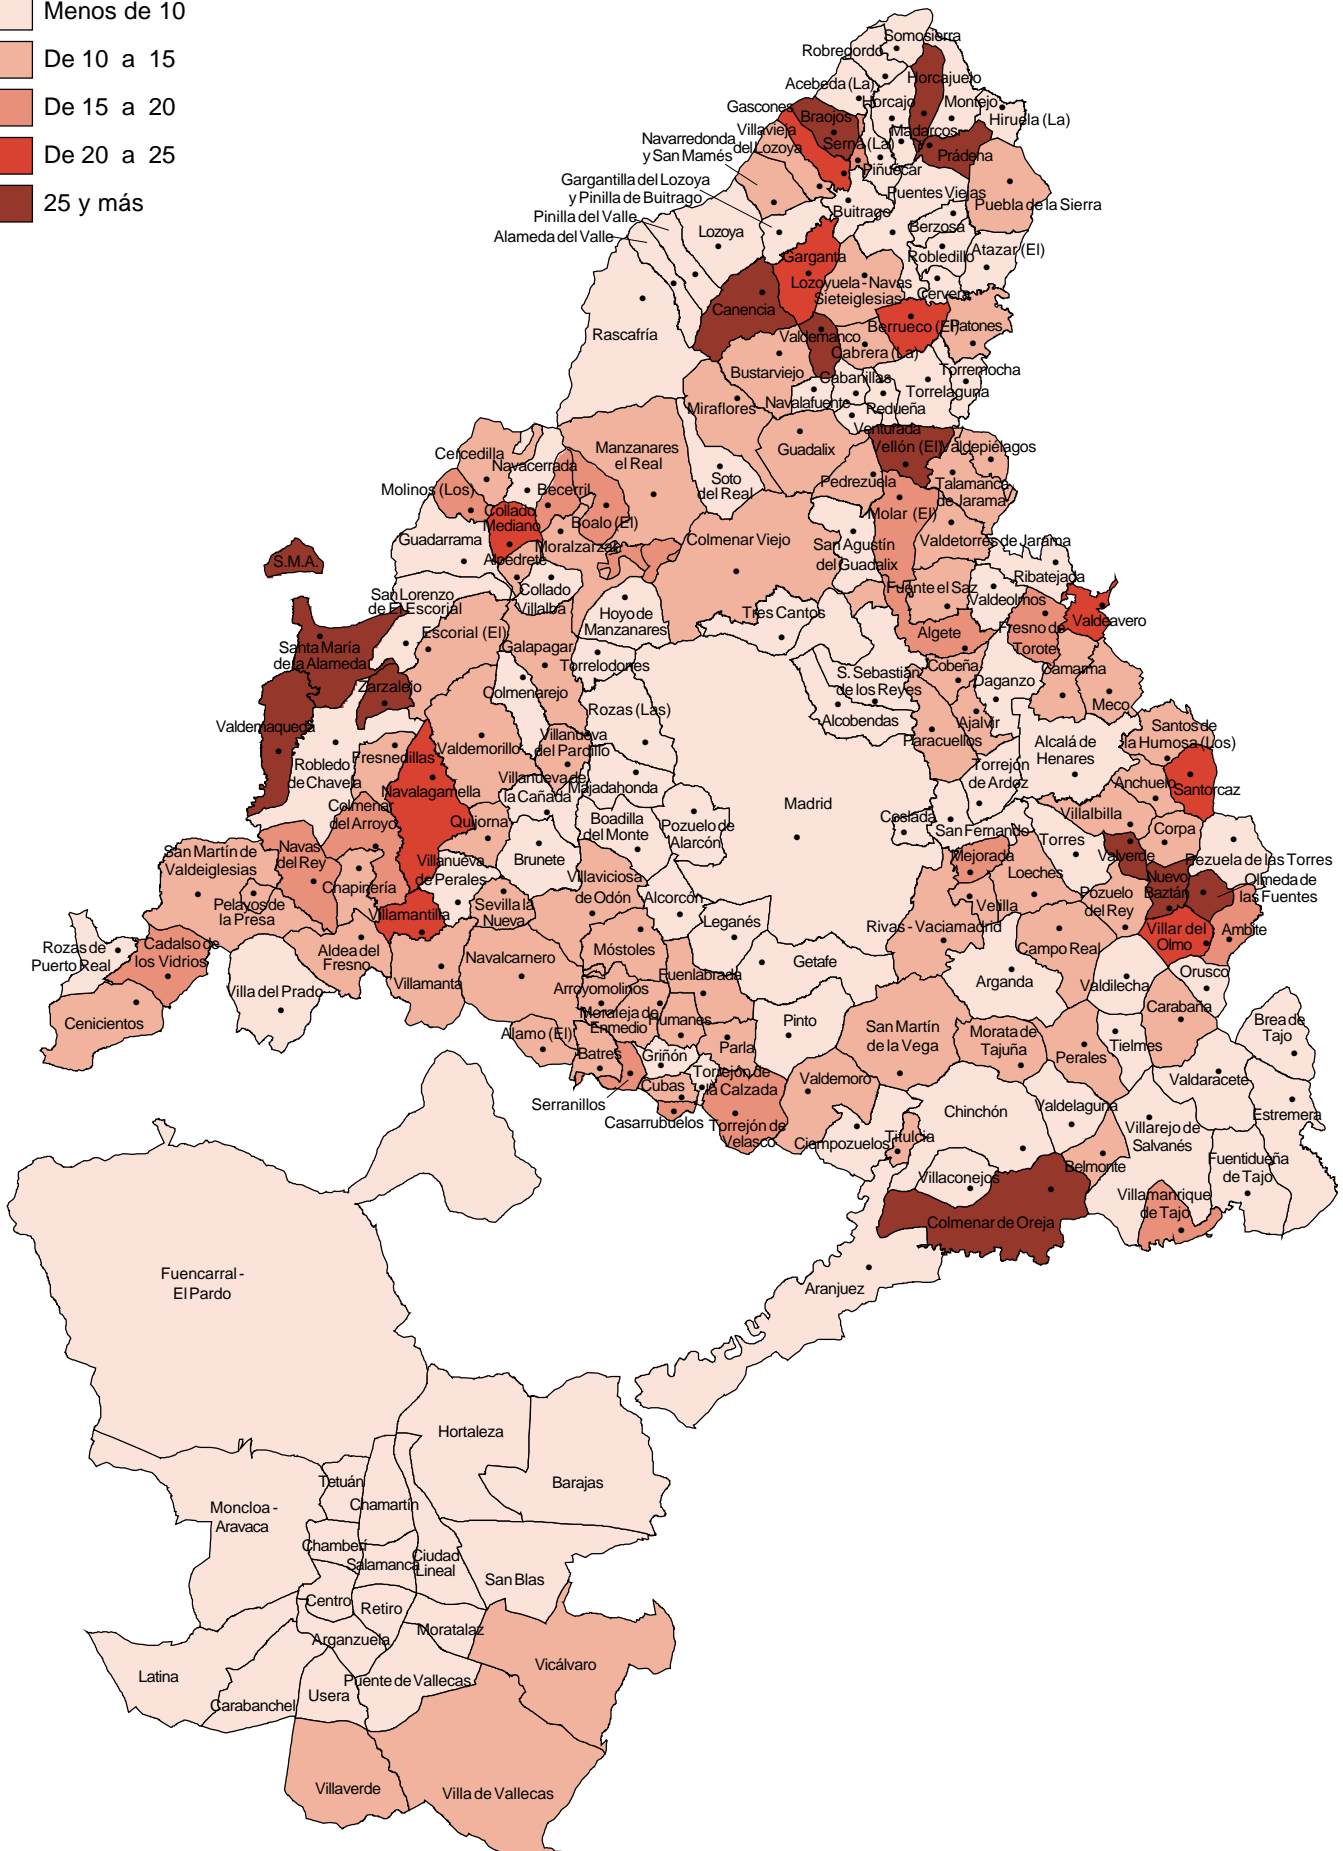 Menos de 10
De 10 a 15
De 15 a 20
De 20 a 25
25 y más
Somosierra
Robregordo
Acebeda (La)
Horcajuelo
Horcajo
Montejo
Hiruela (La)
Gascones
Braojos
Madarcos
Villavieja
del Lozoya
Serna (La)
Prádena
Navarredonda
y San Mamés
Piñuécar
Gargantilla del Lozoya
y Pinilla de Buitrago
Puentes Viejas
Puebla de la Sierra
Pinilla del Valle
Buitrago
Alameda del Valle
Lozoya
Berzosa
Garganta
Robledillo
Atazar (El)
Lozoyuela - Navas
Sieteiglesias
Cervera
Canencia
Rascafría
Valdemanco
Berrueco (El)
Patones
Cabrera (La)
Bustarviejo
Cabanillas
Torremocha
Torrelaguna
Miraflores
Navalafuente
Redueña
Venturada
Cercedilla
Manzanares
el Real
Guadalix
Vellón (El)
Valdepiélagos
Navacerrada
Molinos (Los)
Becerril
Soto
del Real
Pedrezuela
Talamanca
de Jarama
Collado
Mediano
Boalo (El)
Molar (El)
Guadarrama
Moralzarzal
Colmenar Viejo
San Agustín
del Guadalix
Valdetorres de Jarama
S.M.A.
Alpedrete
Ribatejada
San Lorenzo
de El Escorial
Collado
Villalba
Fuente el Saz
Valdeolmos
Hoyo de
Manzanares
Tres Cantos
Valdeavero
Escorial (El)
Algete
Fresno de
Torote
Santa María
de la Alameda
Galapagar
Torrelodones
Cobeña
Camarma
Zarzalejo
Colmenarejo
S. Sebastián
de los Reyes
Daganzo
Meco
Rozas (Las)
Alcobendas
Ajalvir
Valdemaqueda
Paracuellos
Santos de
la Humosa (Los)
Robledo
de Chavela
Fresnedillas
Valdemorillo
Villanueva
del Pardillo
Alcalá de
Henares
Navalagamella
Villanueva de
la Cañada
Majadahonda
Torrejón
de Ardoz
Anchuelo
Santorcaz
Colmenar
del Arroyo
Madrid
Quijorna
Boadilla
del Monte
Pozuelo de
Alarcón
Coslada
San Fernando
Villalbilla
Corpa
San Martín de
Valdeiglesias
Navas
del Rey
Villanueva
de Perales
Brunete
Torres
Mejorada
Valverde
Pezuela de las Torres
Chapinería
Villaviciosa
de Odón
Loeches
Nuevo
Baztán
Olmeda de
las Fuentes
Pelayos de
la Presa
Villamantilla
Sevilla la
Nueva
Alcorcón
Velilla
Pozuelo
del Rey
Leganés
Rivas - Vaciamadrid
Villar del
Olmo
Ambite
Rozas de
Puerto Real
Cadalso de
los Vidrios
Aldea del
Fresno
Móstoles
Campo Real
Navalcarnero
Getafe
Orusco
Fuenlabrada
Villa del Prado
Villamanta
Arroyomolinos
Arganda
Valdilecha
Cenicientos
Moraleja de
Enmedio
Humanes
Pinto
San Martín
de la Vega
Morata de
Tajuña
Carabaña
Brea de
Tajo
Alamo (El)
Batres
Griñón
Parla
Perales
Tielmes
Torrejón de
la Calzada
Cubas
Valdemoro
Valdaracete
Serranillos
Casarrubuelos
Torrejón de
Velasco
Chinchón
Valdelaguna
Estremera
Ciempozuelos
Titulcia
Villarejo de
Salvanés
Belmonte
Fuentidueña
de Tajo
Villaconejos
Villamanrique
de Tajo
Colmenar de Oreja
Aranjuez
Fuencarral -
El Pardo
Hortaleza
Barajas
Tetuán
Moncloa -
Aravaca
Chamartín
Chamberí
Salamanca
Ciudad
Lineal
San Blas
Centro
Retiro
Arganzuela
Moratalaz
Vicálvaro
Latina
Carabanchel
Usera
Puente de Vallecas
Villaverde
Villa de Vallecas